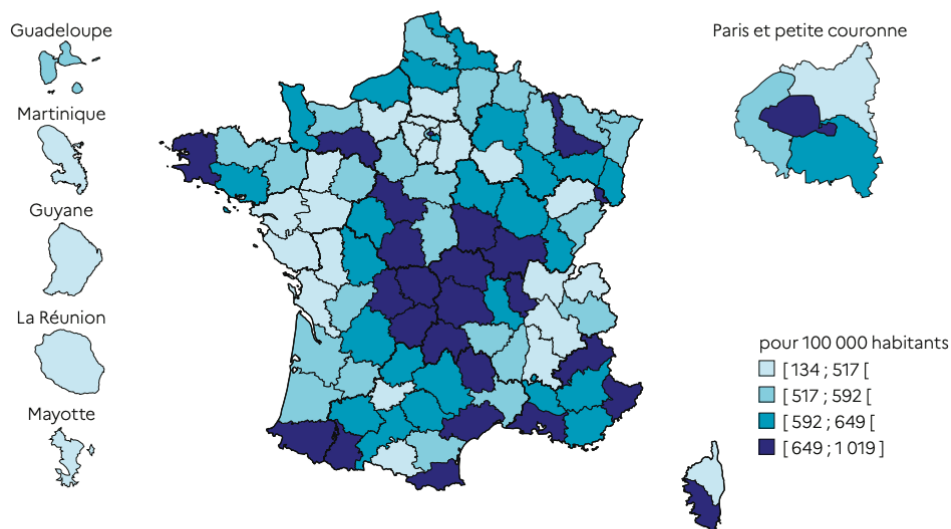 Guadeloupe
Martinique
Guyane
La Réunion
Mayotte
Paris et petite couronne
pour 100 000 habitants
[ 134 ; 517 [
[ 517 ; 592 [
[ 592 ; 649 [
[ 649 ; 1 019 ]